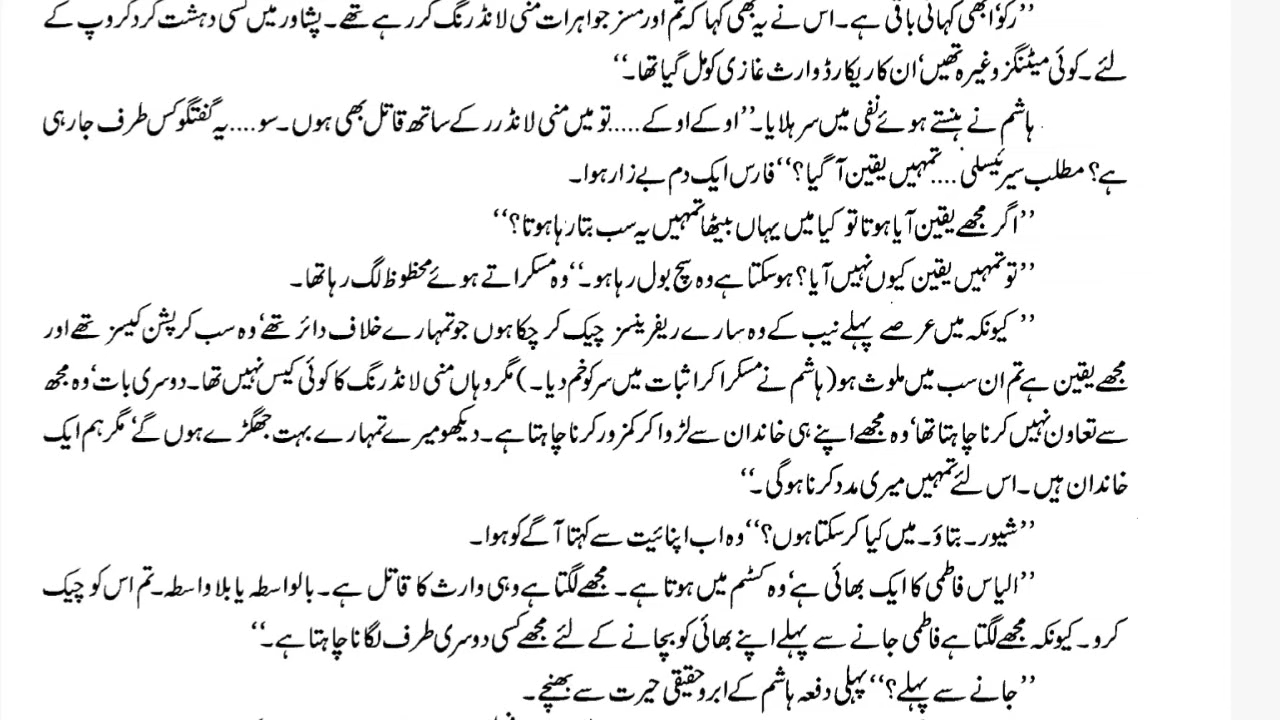 ’’رکو‘ ابھی کہانی باقی ہے۔ اس نے یہ بھی کہا کہ تم اور مسز جواہرات منی لانڈرنگ کر رہے تھے۔ پشاور میں کسی دہشت گرد گروپ کے
لئے۔ کوئی میٹنگز وغیرہ تھیں‘ ان کا ریکارڈ وارث غازی کو مل گیا تھا۔‘‘
ہاشم نے ہنستے ہوئے نفی میں سر ہلایا۔’’ اوکے اوکے.....تو میں منی لانڈرر کے ساتھ قاتل بھی ہوں۔ سو.... یہ گفتگو کس طرف جا رہی
ہے؟ مطلب سیرئیسلی.... تمہیں یقین آ گیا؟‘‘ فارس ایک دم بے زار ہوا۔
’’اگر مجھے یقین آیا ہوتا تو کیا میں یہاں بیٹھا تمہیں یہ سب بتا رہا ہوتا؟‘‘
’’تو تمہیں یقین کیوں نہیں آیا؟ ہو سکتا ہے وہ سچ بول رہا ہو۔‘‘ وہ مسکراتے ہوئے محظوظ لگ رہا تھا۔
’’ کیونکہ میں عرصے پہلے نیب کے وہ سارے ریفرینسز چیک کر چکا ہوں جو تمہارے خلاف دائر تھے‘ وہ سب کرپشن کیسز تھے اور
مجھے یقین ہے تم ان سب میں ملوث ہو (ہاشم نے مسکرا کر اثبات میں سر کو خم دیا۔) مگر وہاں منی لانڈرنگ کا کوئی کیس نہیں تھا۔ دوسری بات‘ وہ مجھ
سے تعاون نہیں کرنا چاہتا تھا‘ وہ مجھے اپنے ہی خاندان سے لڑوا کر کمزور کرنا چاہتا ہے۔ دیکھو میرے تمہارے بہت جھگڑے ہوں گے‘ مگر ہم ایک
خاندان ہیں۔ اس لئے تمہیں میری مدد کرنا ہو گی۔‘‘
’’شیور۔ بتاؤ۔ میں کیا کر سکتا ہوں؟‘‘ وہ اب اپنائیت سے کہتا آگے کو ہوا۔
’’الیاس فاطمی کا ایک بھائی ہے‘ وہ کسٹم میں ہوتا ہے۔ مجھے لگتا ہے وہی وارث کا قاتل ہے۔ بالواسطہ یا بلاواسطہ۔ تم اس کو چیک
کرو۔ کیونکہ مجھے لگتا ہے فاطمی جانے سے پہلے اپنے بھائی کو بچانے کے لئے مجھے کسی دوسری طرف لگانا چاہتا ہے۔‘‘
’’جانے سے پہلے؟‘‘ پہلی دفعہ ہاشم کے ابرو حقیقی حیرت سے بھنچے۔